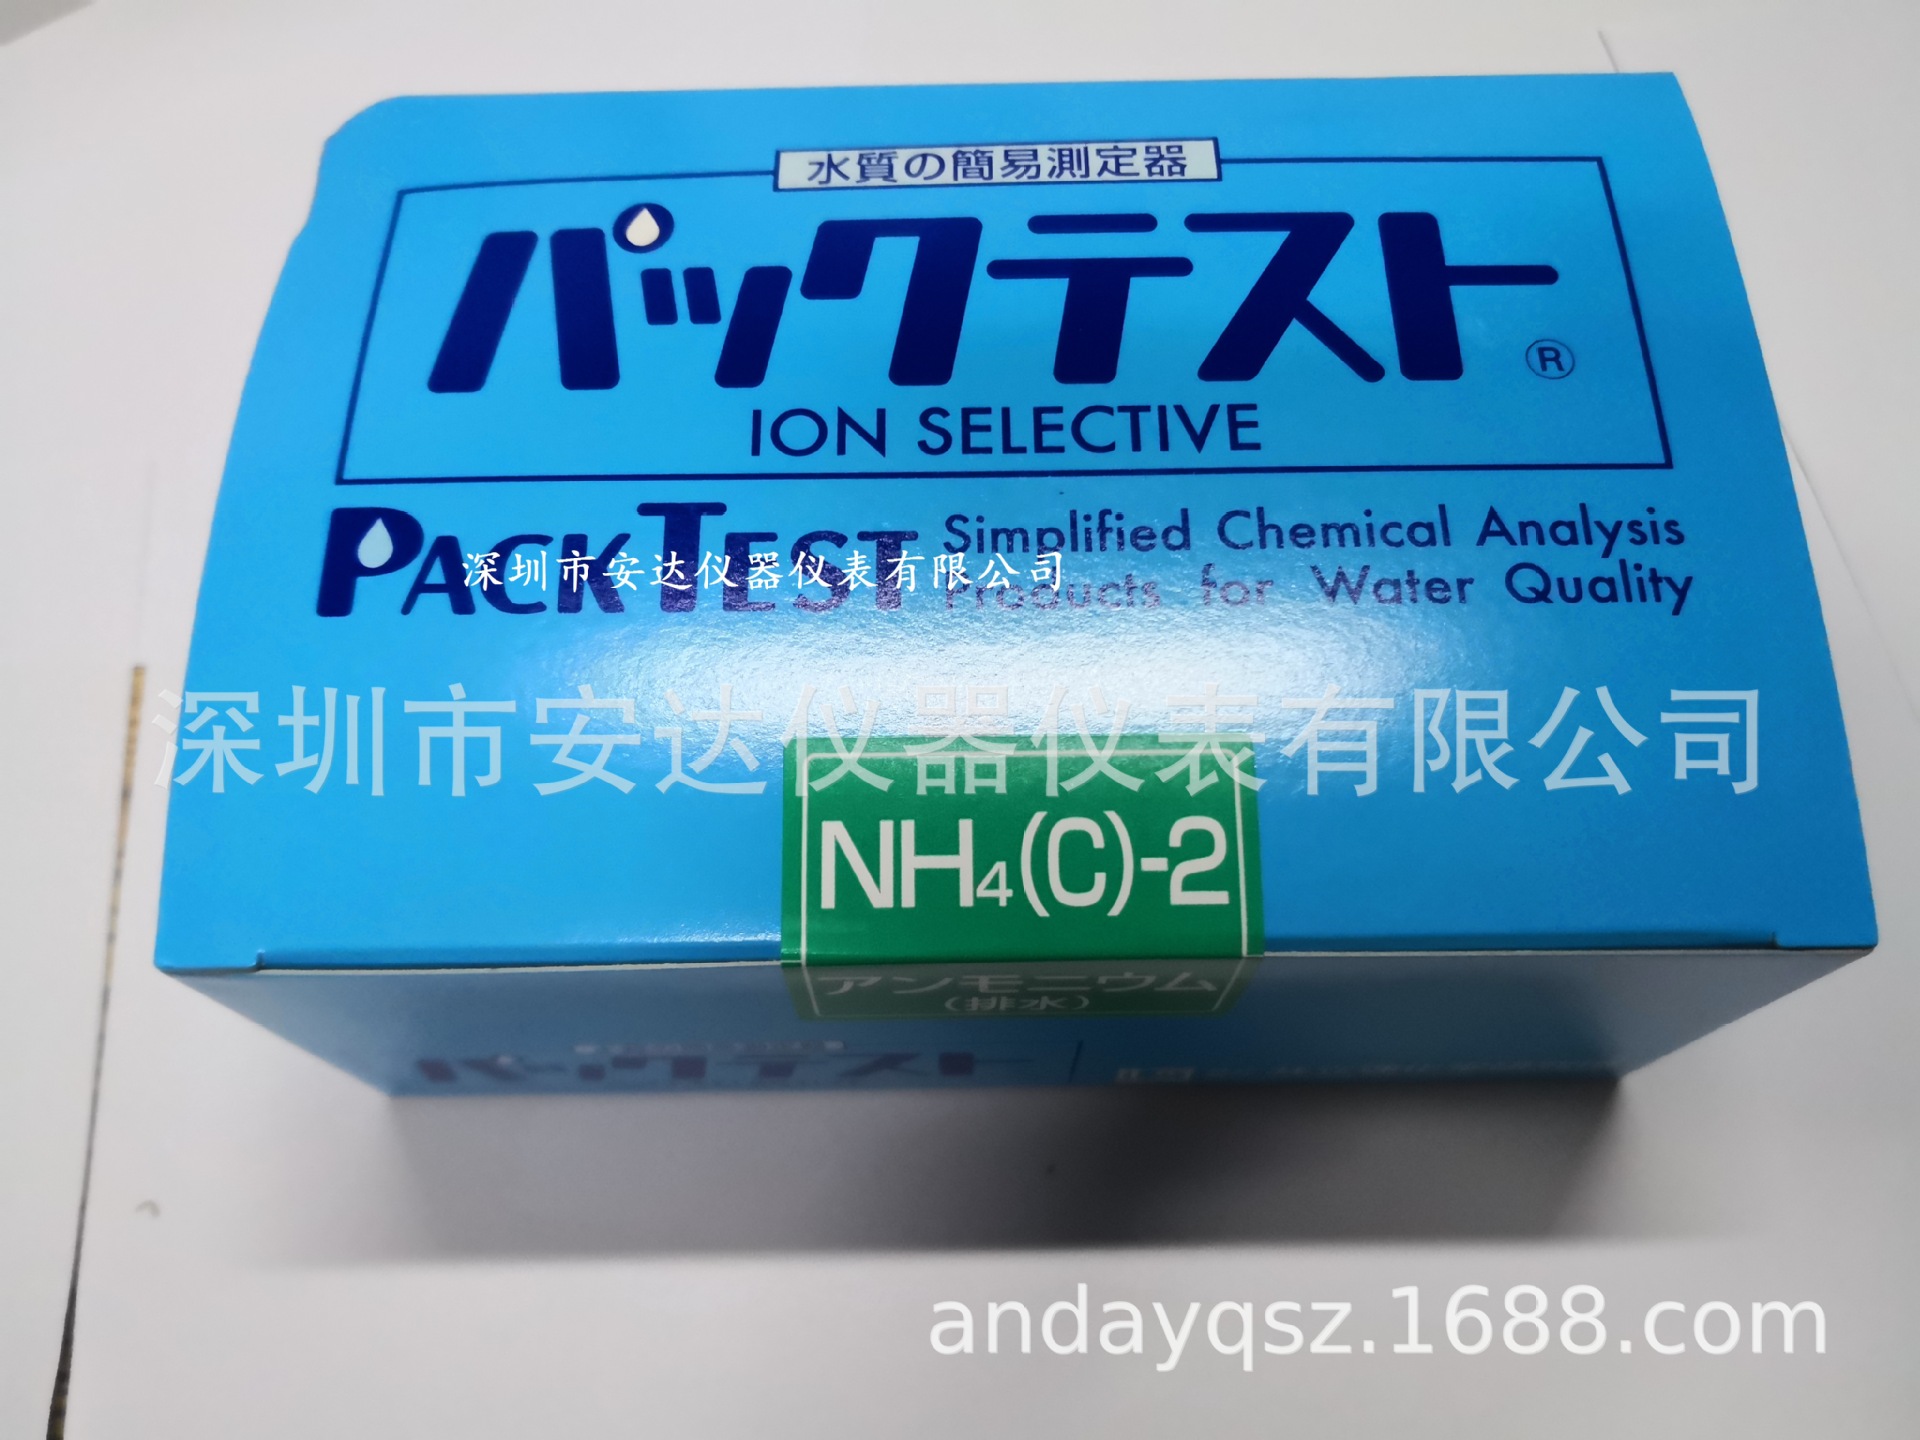 水質の簡易測定器
パックテスト®
ION SELECTIVE
PACKTEST Simplified Chemical Analysis
Products for Water Quality
深圳市安达仪器仪表有限公司
深圳市安达仪器仪表有限公司
NH₄(C)-2
アンモニウム
(排水)
パックテスト
andayqsz.1688.com